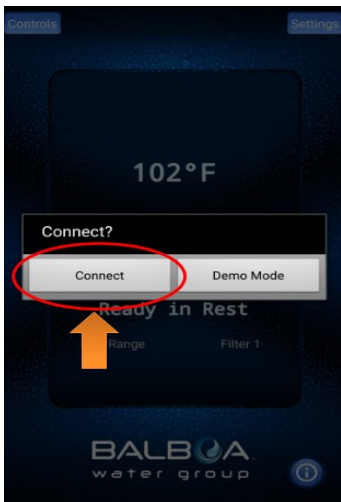 Controls Settings
102°F
Connect?
Connect Demo Mode
Ready in Rest
Range Filter 1
BALBOA
water group